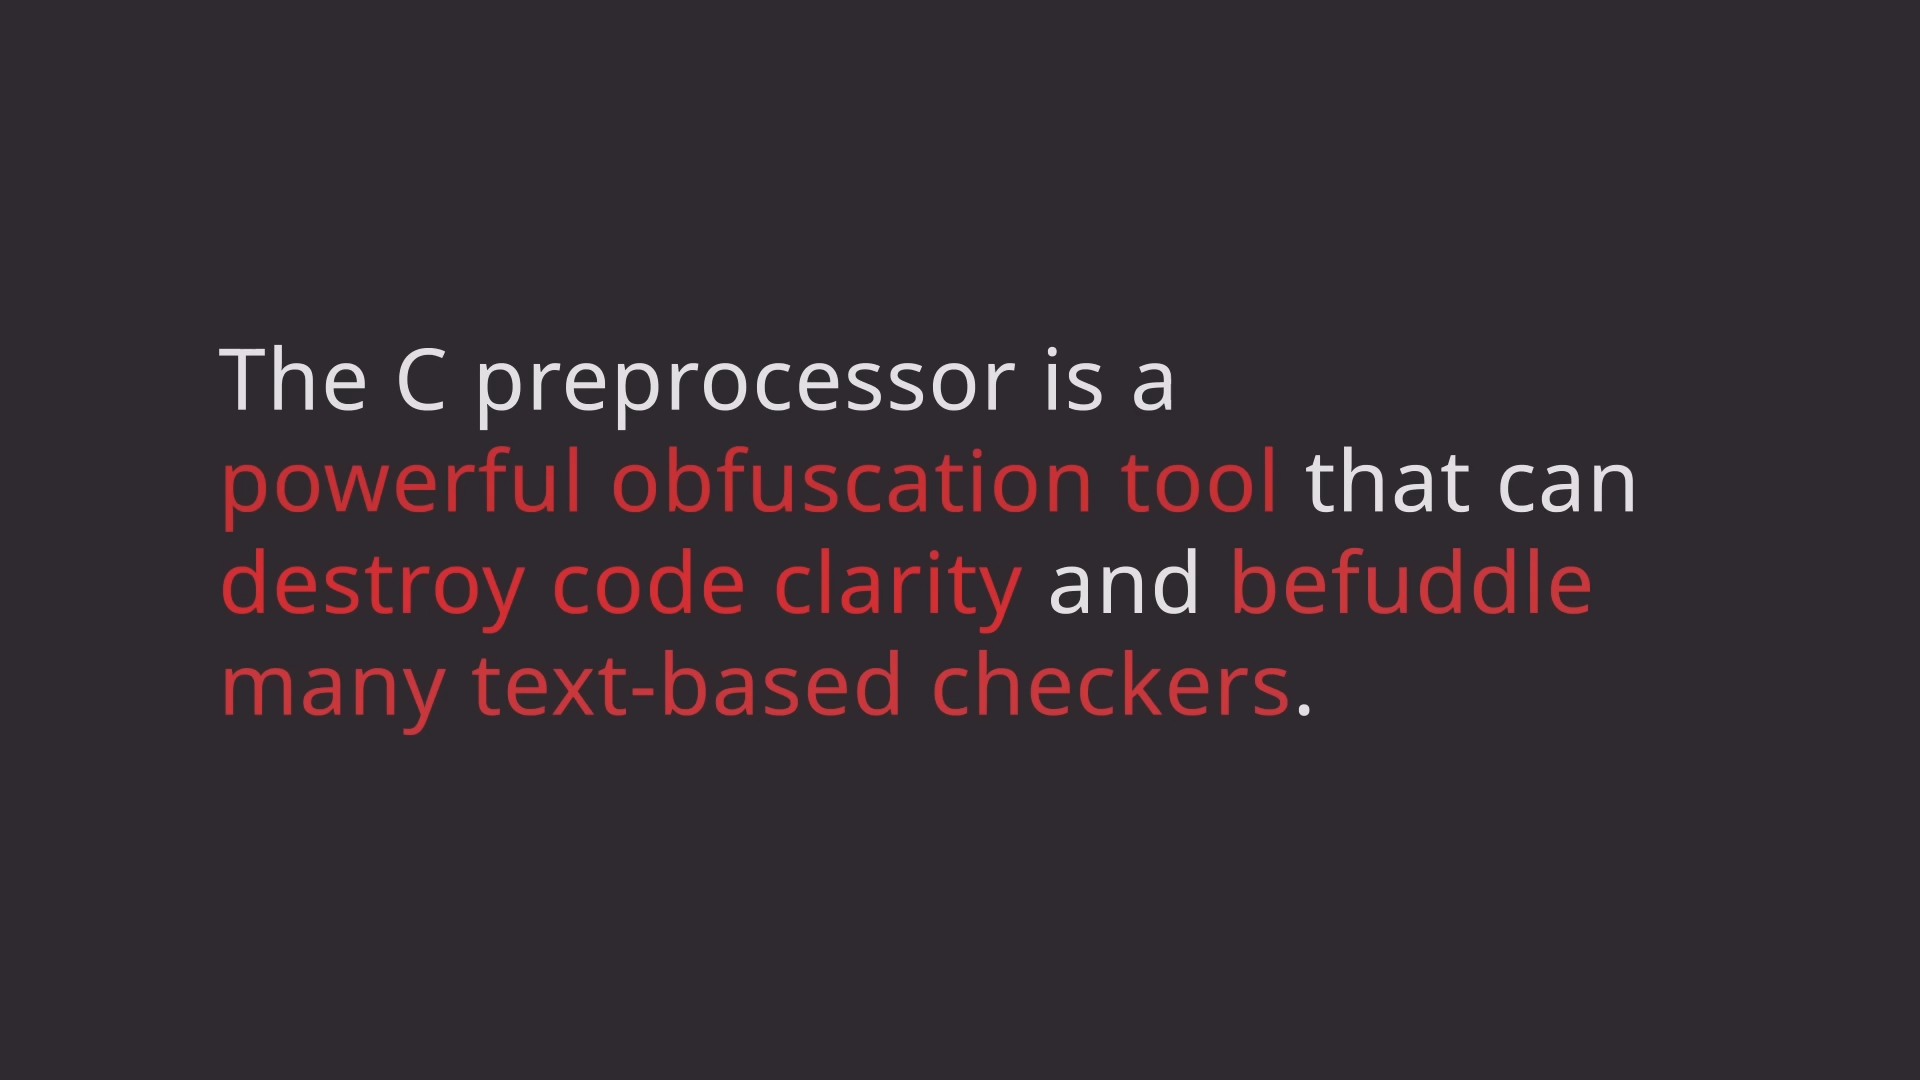 The C preprocessor is a
powerful obfuscation tool that can
destroy code clarity and befuddle
many text-based checkers.